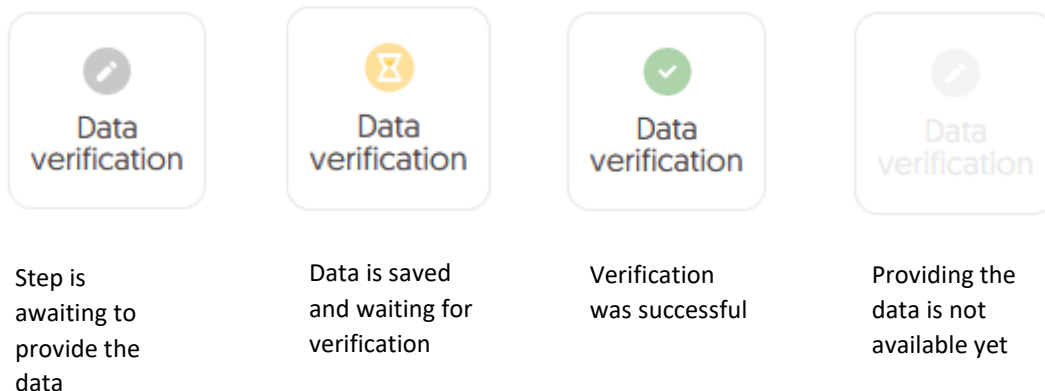 Data
verification
Data
verification
Data
verification
Data
verification
Step is
awaiting to
provide the
data
Data is saved
and waiting for
verification
Verification
was successful
Providing the
data is not
available yet